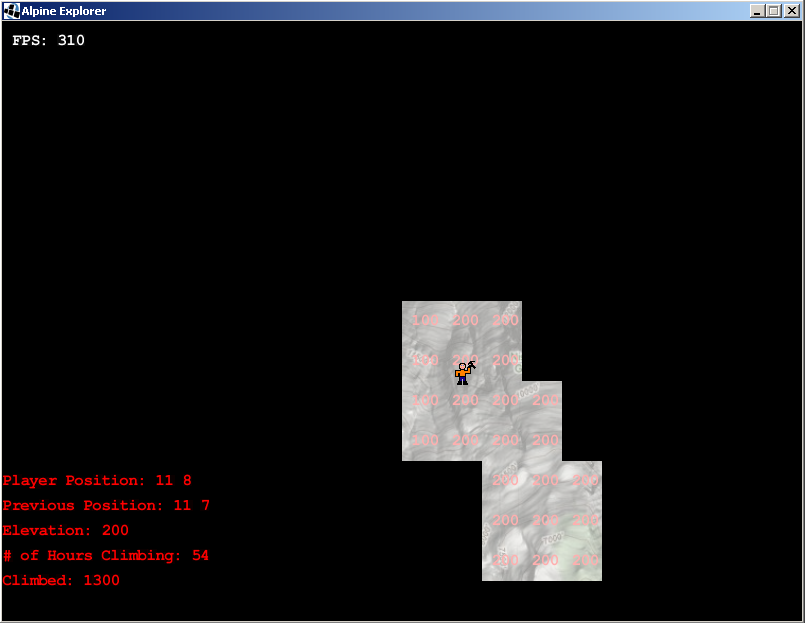 Alpine Explorer
FPS: 310
100 200 200
100 200 200
100 200 200 200
100 200 200 200
200 200 200
200 200 200
200 200 200
Player Position: 11 8
Previous Position: 11 7
Elevation: 200
# of Hours Climbing: 54
Climbed: 1300